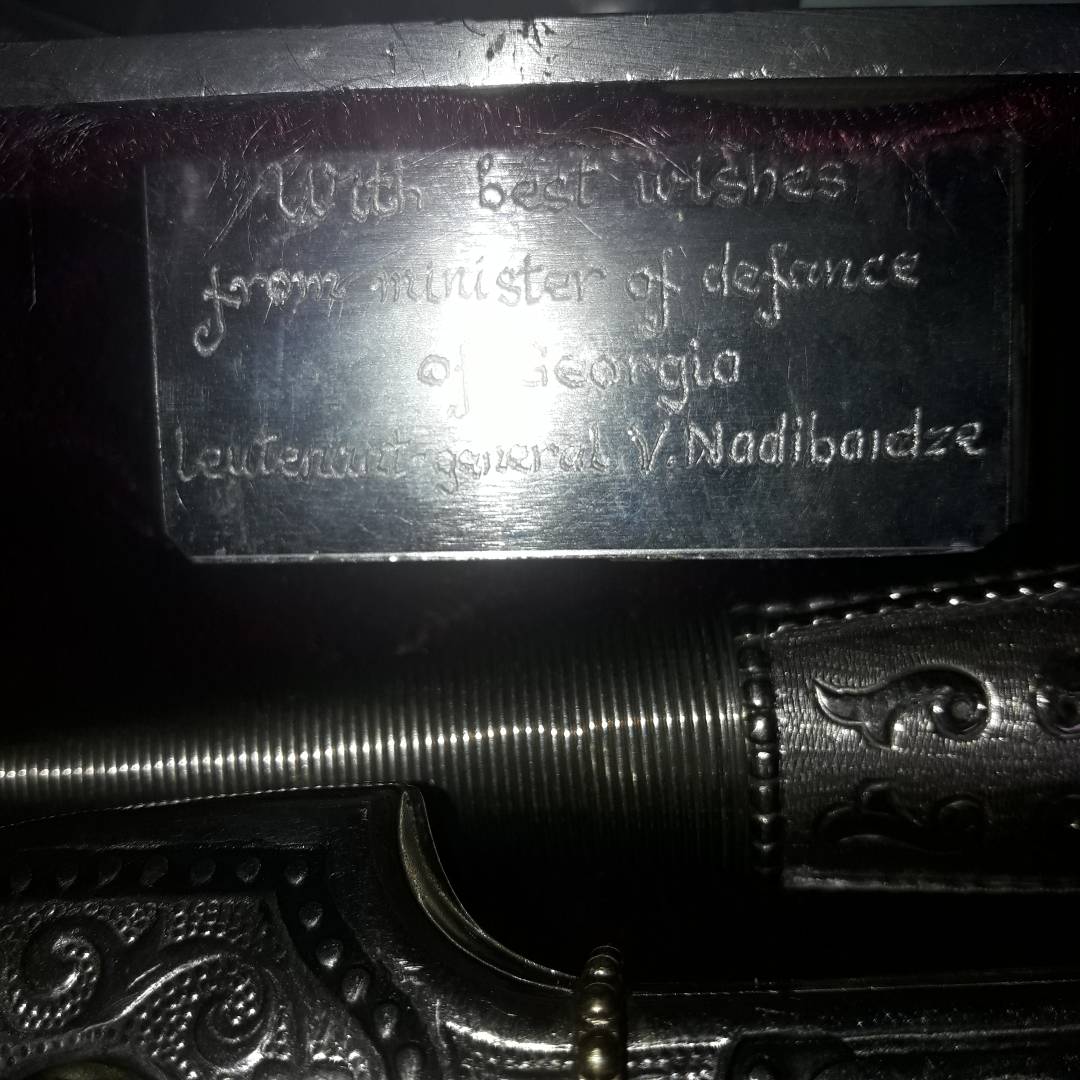 With best wishes
from minister of defance
of Georgia
leutenant-general V. Nadibaidze